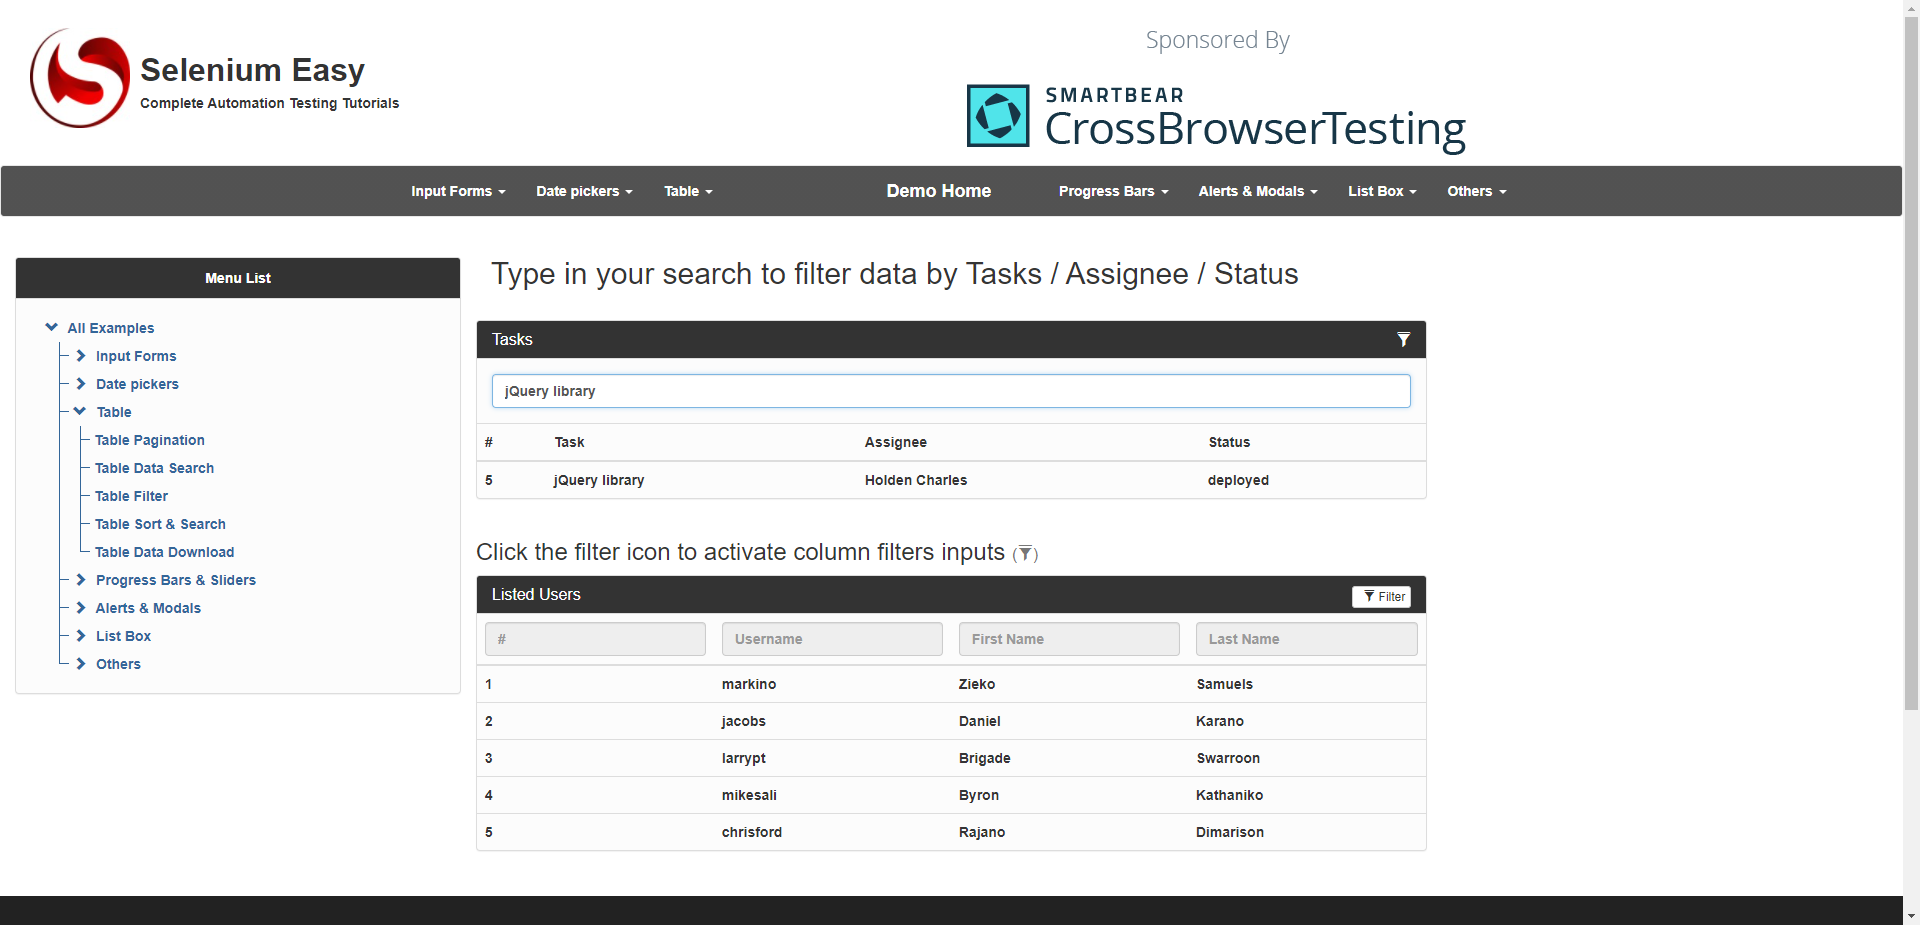 Selenium Easy
Complete Automation Testing Tutorials
Sponsored By
SMARTBEAR
CrossBrowserTesting
Input Forms Date pickers Table Demo Home Progress Bars Alerts & Modals List Box Others
Menu List
All Examples
Input Forms
Date pickers
Table
Table Pagination
Table Data Search
Table Filter
Table Sort & Search
Table Data Download
Progress Bars & Sliders
Alerts & Modals
List Box
Others
Type in your search to filter data by Tasks / Assignee / Status
Tasks
jQuery library
# Task Assignee Status
5 jQuery library Holden Charles deployed
Click the filter icon to activate column filters inputs ( )
Listed Users Filter
# Username First Name Last Name
1 markino Zieko Samuels
2 jacobs Daniel Karano
3 larrypt Brigade Swarroon
4 mikesali Byron Kathaniko
5 chrisford Rajano Dimarison